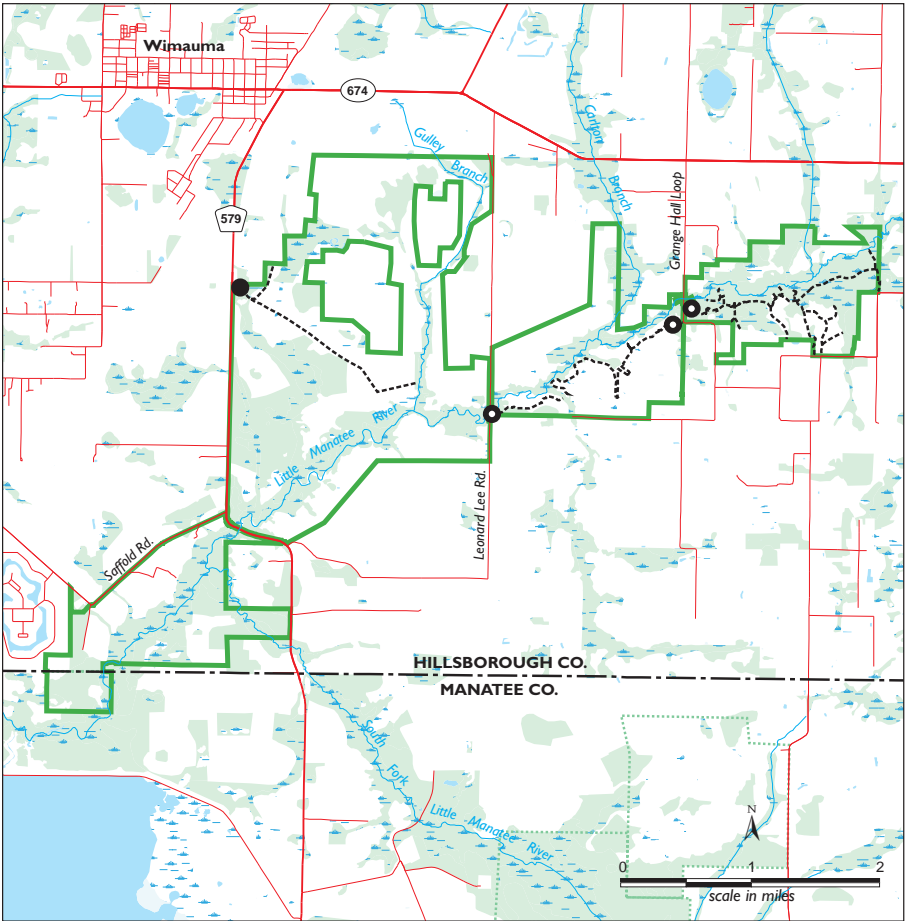 Wimauma
674
Gulley
Branch
Carlton
Branch
Grange Hall Loop
579
Little Manatee River
Leonard Lee Rd.
Saffold Rd.
HILLSBOROUGH CO.
MANATEE CO.
South
Fork
Little Manatee River
N
0 1 2
scale in miles